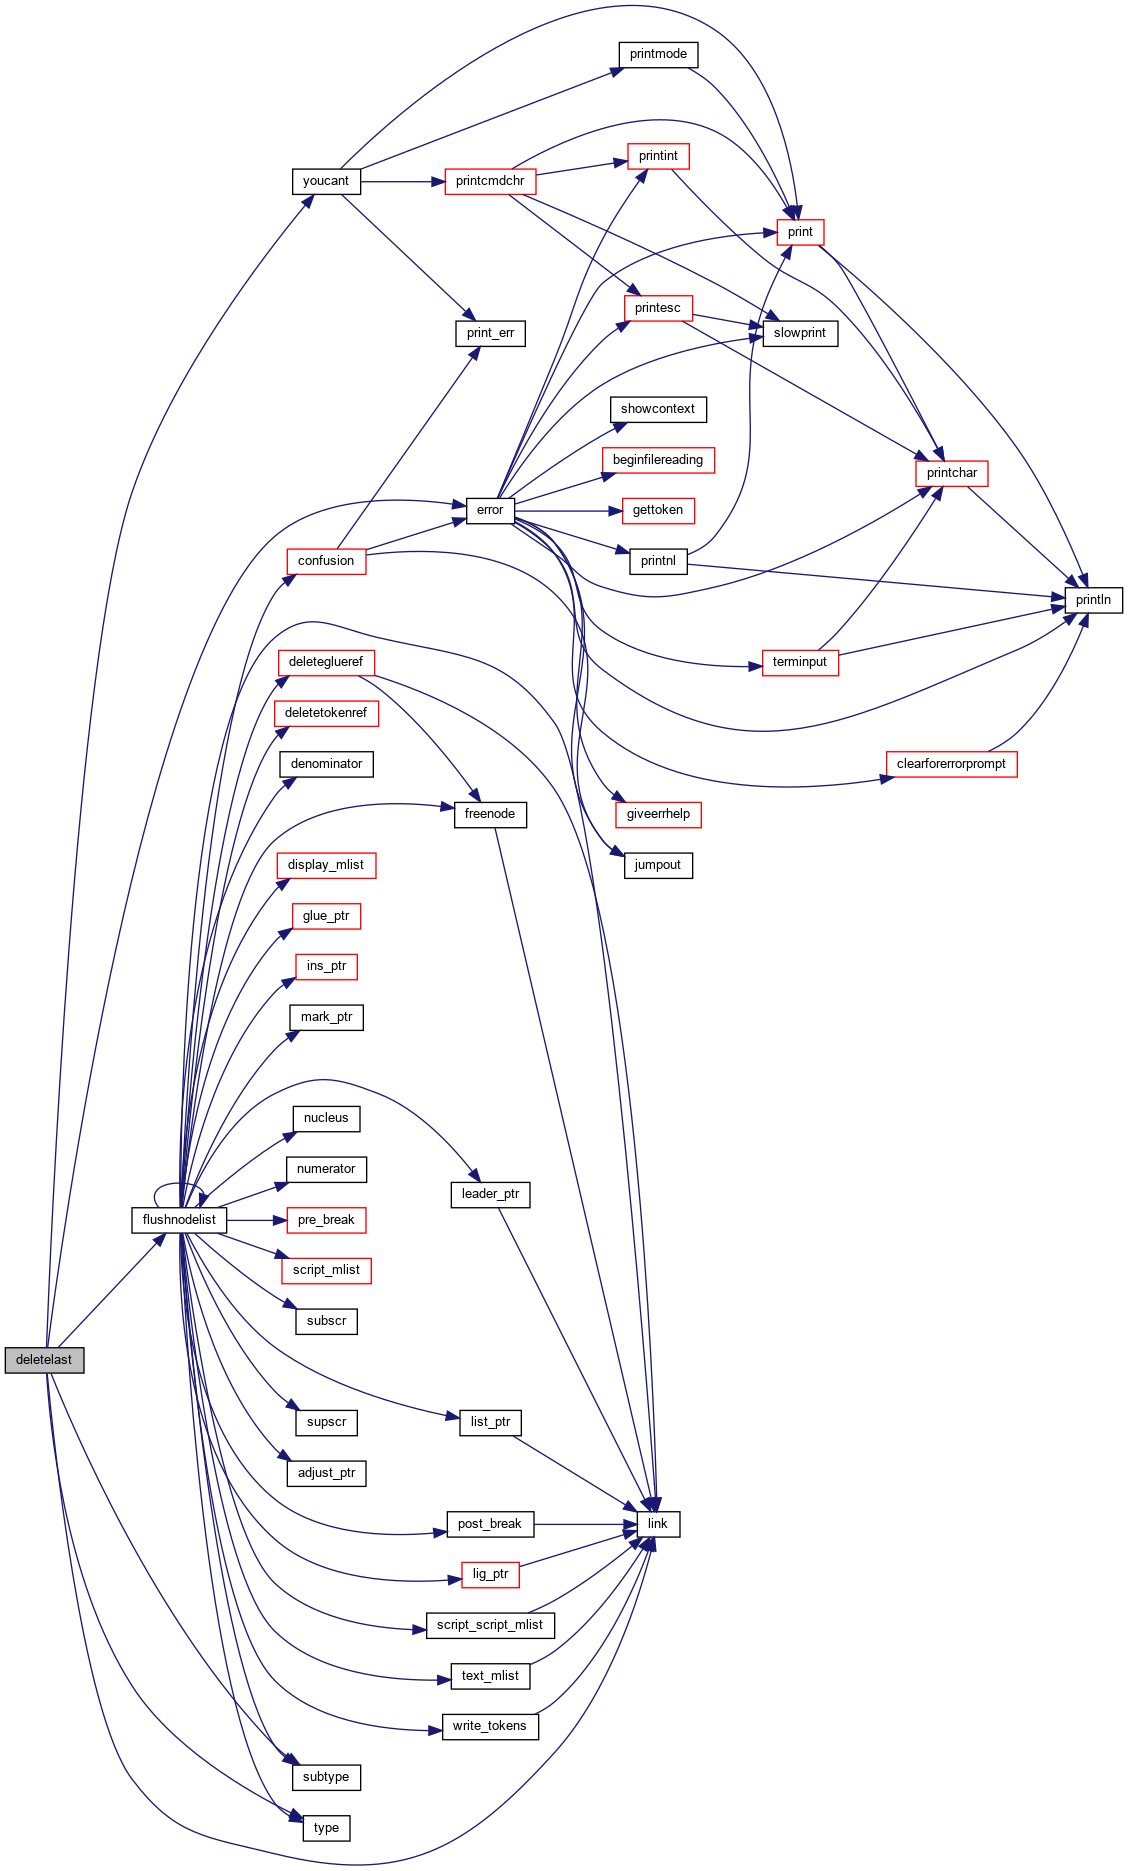 printmode
printint
youcant
printcmdchr
print
printesc
print_err
slowprint
showcontext
beginfilereading
printchar
error
gettoken
confusion
printnl
println
deleteglueref
terminput
deletetokenref
denominator
clearforerrorprompt
freenode
giveerrhelp
display_mlist
jumpout
glue_ptr
ins_ptr
mark_ptr
nucleus
numerator
leader_ptr
flushnodelist
pre_break
script_mlist
subscr
deletelast
supscr
list_ptr
adjust_ptr
post_break
link
lig_ptr
script_script_mlist
text_mlist
write_tokens
subtype
type